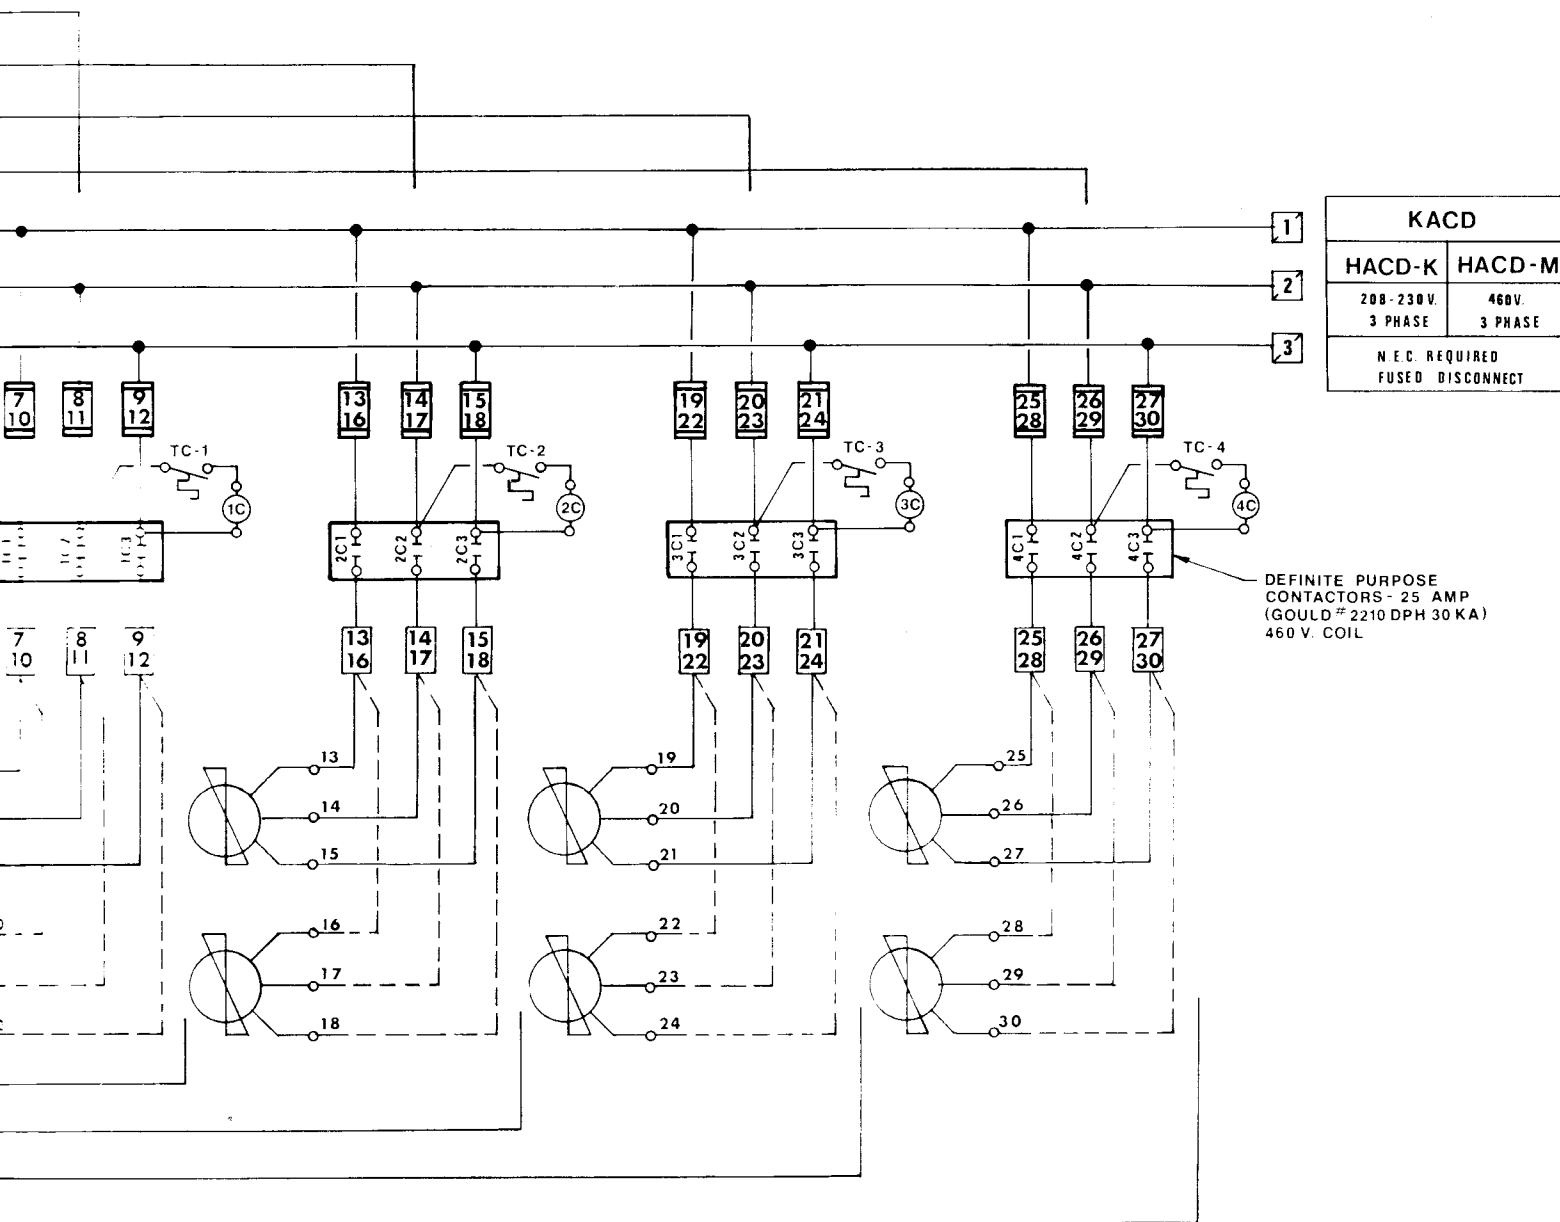 1
KACD
HACD-K HACD-M
2
208-230V. 460V.
3 PHASE 3 PHASE
3
N.E.C. REQUIRED
FUSED DISCONNECT
7 8 9 13 14 15 19 20 21 25 26 27
10 11 12 16 17 18 22 23 24 28 29 30
TC-1 TC-2 TC-3 TC-4
1C 2C 3C 4C
1C3 2C1 2C2 2C3 3C1 3C2 3C3 4C1 4C2 4C3
DEFINITE PURPOSE
CONTACTORS - 25 AMP
(GOULD # 2210 DPH 30 KA)
460 V. COIL
7 8 9 13 14 15 19 20 21 25 26 27
10 11 12 16 17 18 22 23 24 28 29 30
13 19 25
14 20 26
15 21 27
16 22 28
17 23 29
18 24 30